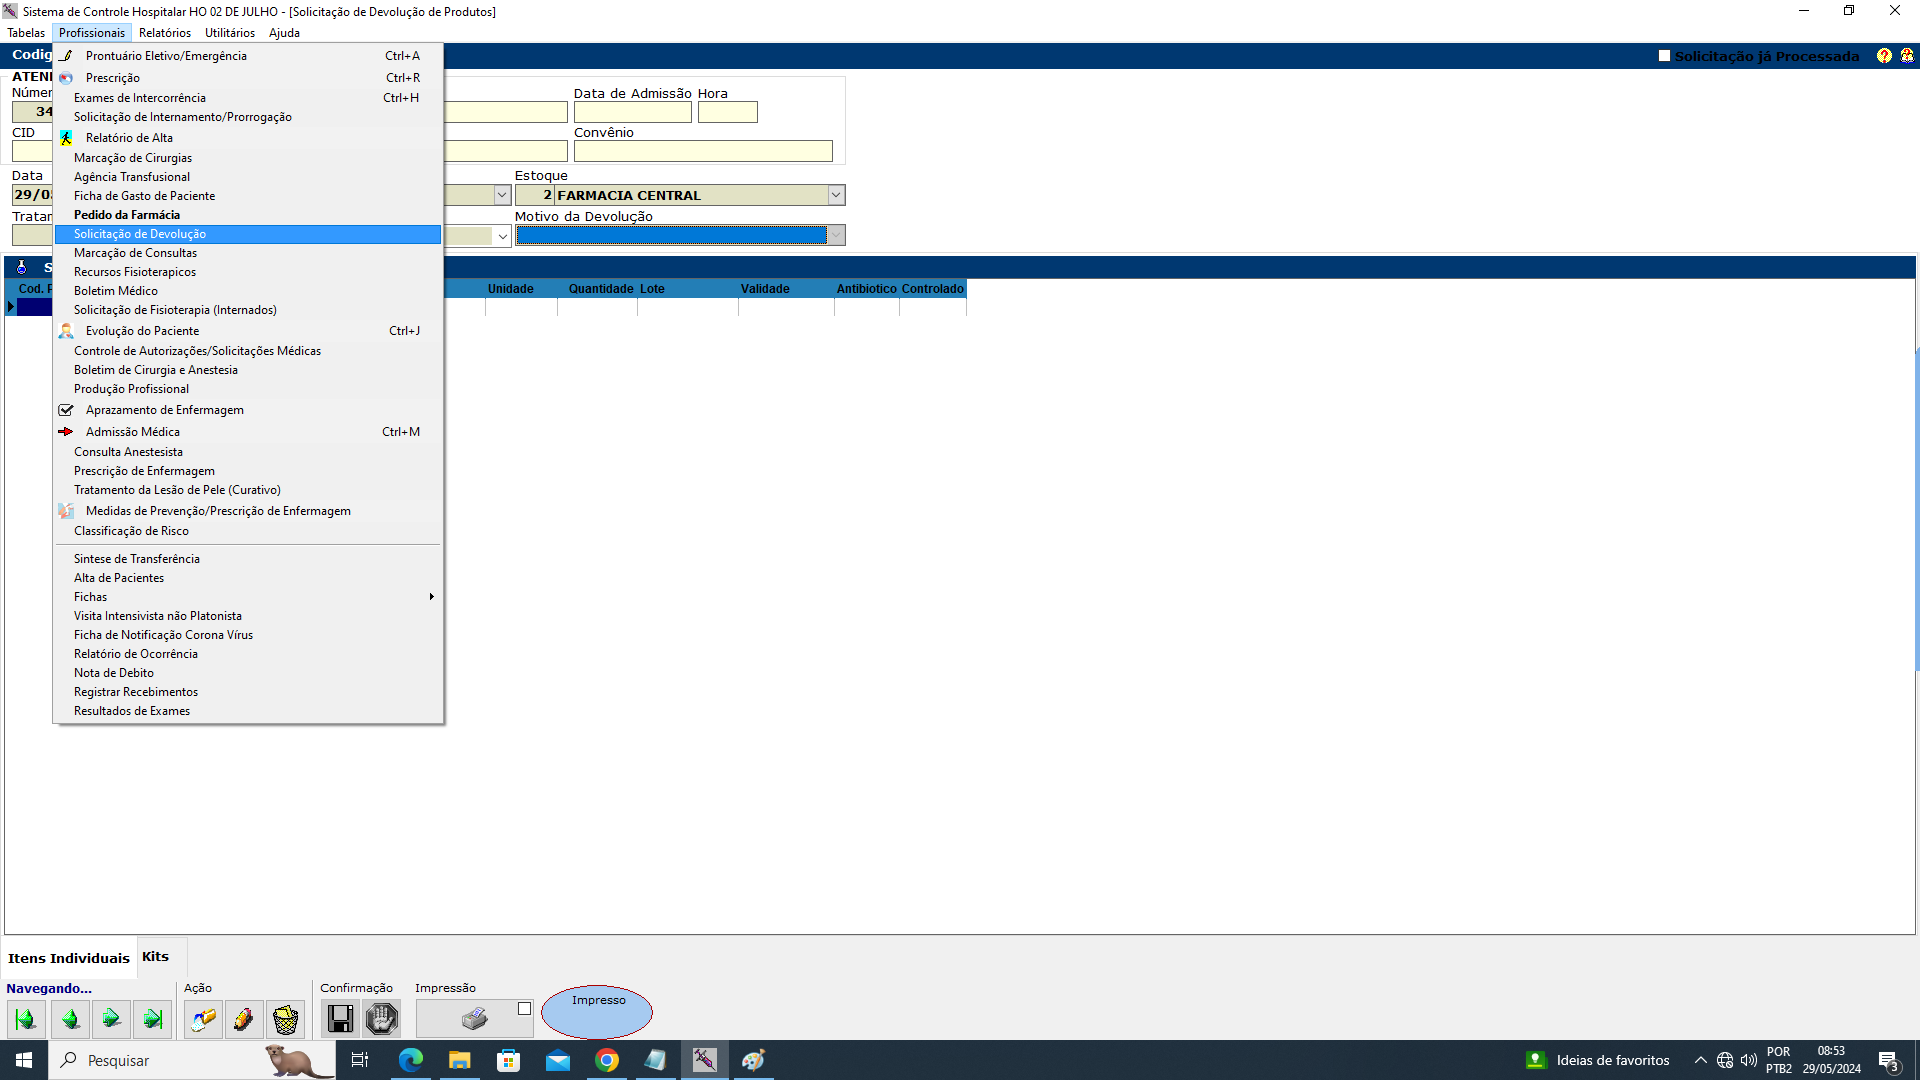 Sistema de Controle Hospitalar HO 02 DE JULHO - [Solicitação de Devolução de Produtos]
Tabelas Profissionais Relatórios Utilitários Ajuda
Solicitação já Processada
Data de Admissão Hora
34
CID
Convênio
Data
Estoque
2 FARMACIA CENTRAL
Motivo da Devolução
Prontuário Eletivo/Emergência Ctrl+A
Prescrição Ctrl+R
Exames de Intercorrência Ctrl+H
Solicitação de Internamento/Prorrogação
Relatório de Alta
Marcação de Cirurgias
Agência Transfusional
Ficha de Gasto de Paciente
Pedido da Farmácia
Solicitação de Devolução
Marcação de Consultas
Recursos Fisioterapicos
Boletim Médico
Solicitação de Fisioterapia (Internados)
Evolução do Paciente Ctrl+J
Controle de Autorizações/Solicitações Médicas
Boletim de Cirurgia e Anestesia
Produção Profissional
Aprazamento de Enfermagem
Admissão Médica Ctrl+M
Consulta Anestesista
Prescrição de Enfermagem
Tratamento da Lesão de Pele (Curativo)
Medidas de Prevenção/Prescrição de Enfermagem
Classificação de Risco
Sintese de Transferência
Alta de Pacientes
Fichas
Visita Intensivista não Platonista
Ficha de Notificação Corona Vírus
Relatório de Ocorrência
Nota de Debito
Registrar Recebimentos
Resultados de Exames
Cod. Unidade Quantidade Lote Validade Antibiotico Controlado
Itens Individuais Kits
Navegando... Ação Confirmação Impressão
Impresso
Pesquisar
Ideias de favoritos
POR
PTB2
08:53
29/05/2024
3